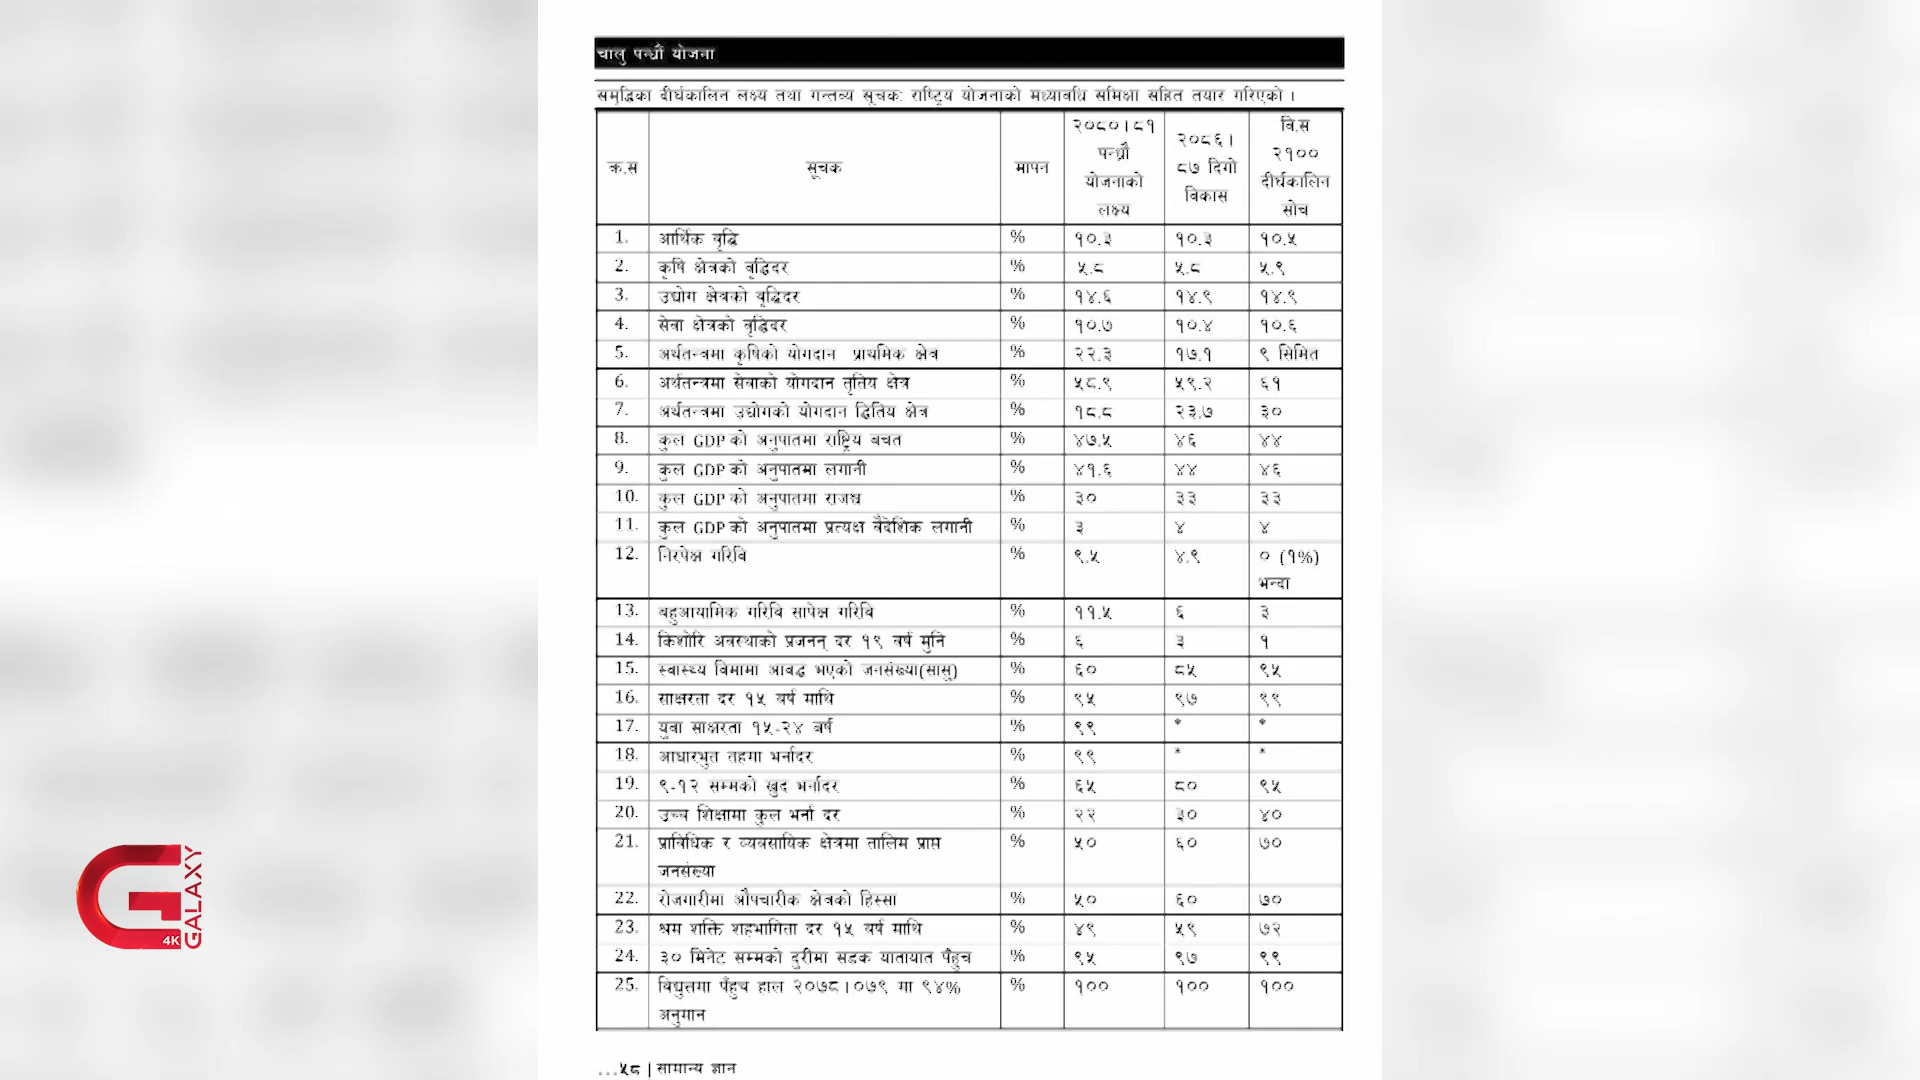 चालु पन्ध्रौं योजना
समृद्धिका दीर्घकालिन लक्ष्य तथा गन्तव्य सूचक: राष्ट्रिय योजनाको मध्यावधि समिक्षा सहित तयार गरिएको ।
क्र.स सूचक मापन २०८०।८१ पन्ध्रौं योजनाको लक्ष्य २०८६।८७ दिगो विकास वि.स २१०० दीर्घकालिन सोच
1. आर्थिक वृद्धि % १०.३ १०.३ १०.५
2. कृषि क्षेत्रको वृद्धिदर % ५.८ ५.८ ५.९
3. उद्योग क्षेत्रको वृद्धिदर % १४.६ १४.९ १४.९
4. सेवा क्षेत्रको वृद्धिदर % १०.७ १०.४ १०.६
5. अर्थतन्त्रमा कृषिको योगदान प्राथमिक क्षेत्र % २२.३ १७.१ ९ सिमित
6. अर्थतन्त्रमा सेवाको योगदान तृतिय क्षेत्र % ५८.९ ५९.२ ६१
7. अर्थतन्त्रमा उद्योगको योगदान द्वितिय क्षेत्र % १८.८ २३.७ ३०
8. कुल GDP को अनुपातमा राष्ट्रिय बचत % ४७.५ ४६ ४४
9. कुल GDP को अनुपातमा लगानी % ४१.६ ४४ ४६
10. कुल GDP को अनुपातमा राजश्व % ३० ३३ ३३
11. कुल GDP को अनुपातमा प्रत्यक्ष वैदेशिक लगानी % ३ ४ ४
12. निरपेक्ष गरिवि % ९.५ ४.९ ० (१%)
भन्दा
13. बहुआयामिक गरिवि सापेक्ष गरिवि % ११.५ ६ ३
14. किशोरि अवस्थाको प्रजनन् दर १९ वर्ष मुनि % ६ ३ १
15. स्वास्थ्य विमामा आवद्ध भएको जनसंख्या(सासु) % ६० ८५ ९५
16. साक्षरता दर १५ वर्ष माथि % ९५ ९७ ९९
17. युवा साक्षरता १५-२४ वर्ष % ९९ * *
18. आधारभुत तहगा भर्नादर % ९९ * *
19. ९-१२ सम्मको खुद भर्नादर % ६५ ८० ९५
20. उच्च शिक्षामा कुल भर्ना दर % २२ ३० ४०
21. प्राविधिक र व्यवसायिक क्षेत्रमा तालिम प्राप्त % ५० ६० ७०
जनसंख्या
22. रोजगारीमा औपचारीक क्षेत्रको हिस्सा % ५० ६० ७०
23. श्रम शक्ति शहभागिता दर १५ वर्ष माथि % ४९ ५९ ७२
24. ३० मिनेट सम्मको दुरीमा सडक यातायात पँहुच % ९५ ९७ ९९
25. विद्युतमा पँहुच हाल २०७८।०७९ मा ९४% % १०० १०० १००
अनुमान
...५८ | सामान्य ज्ञान
GALAXY
4K